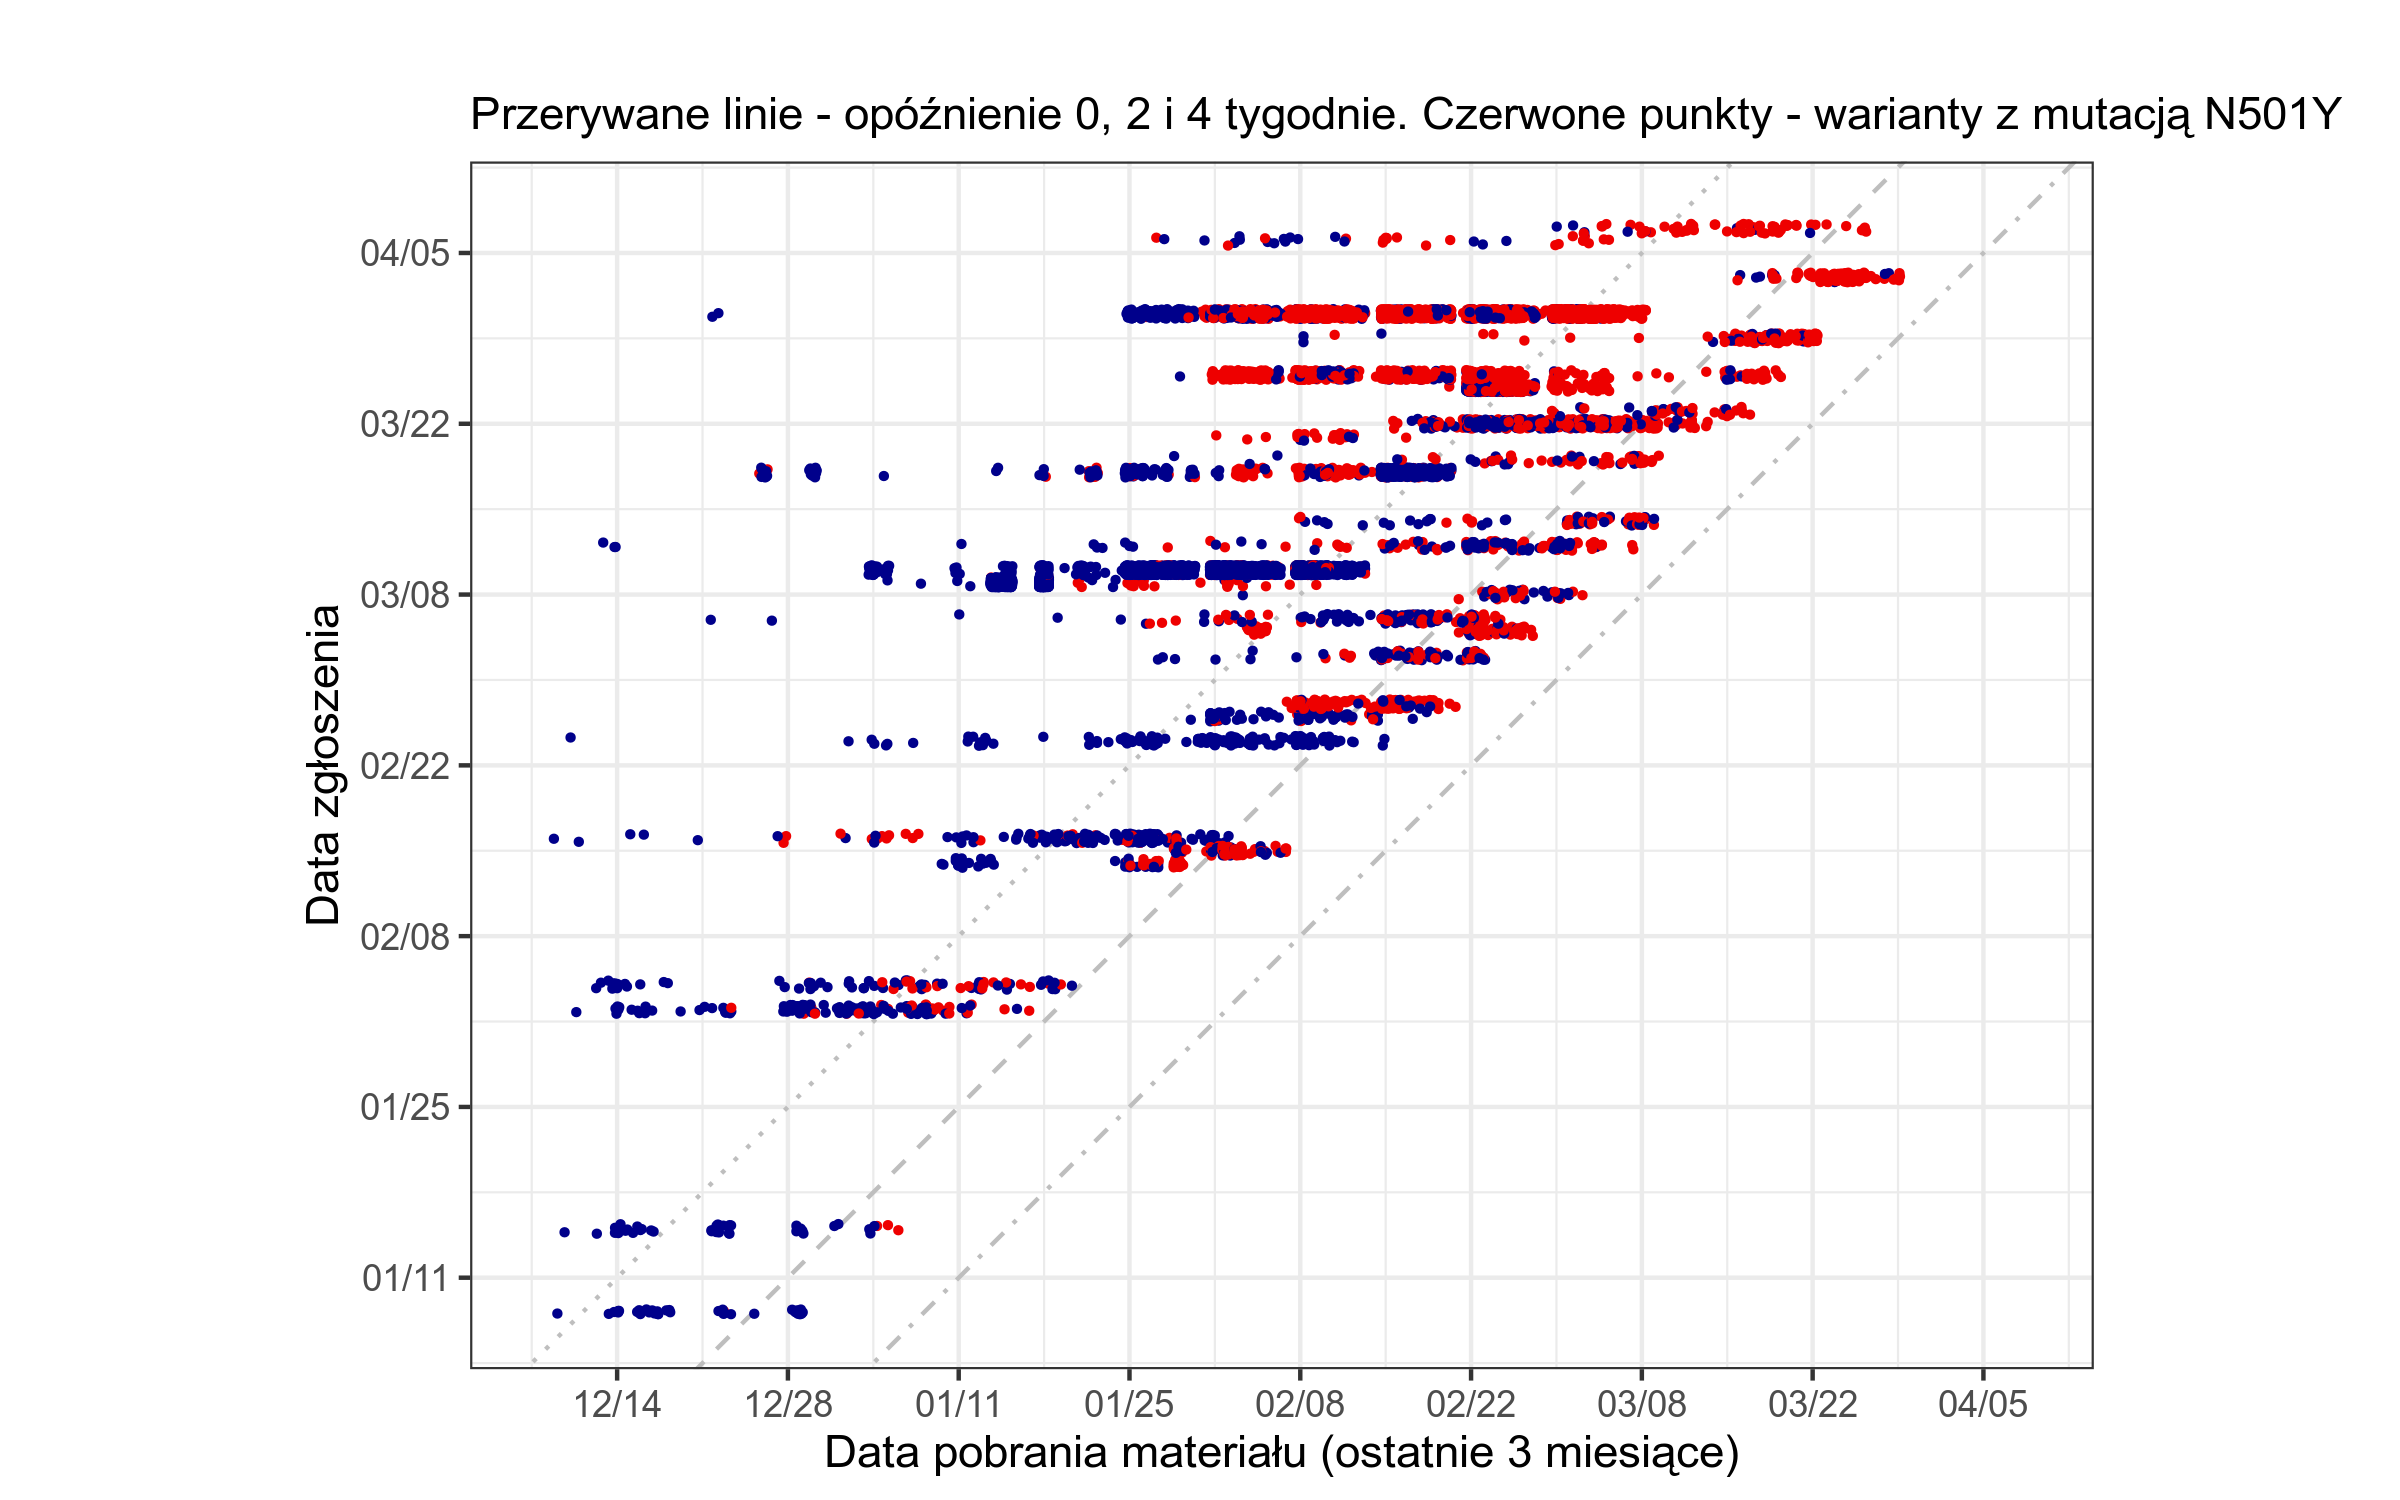 Przerywane linie - opóźnienie 0, 2 i 4 tygodnie. Czerwone punkty - warianty z mutacją N501Y
Data zgłoszenia
04/05
03/22
03/08
02/22
02/08
01/25
01/11
12/14 12/28 01/11 01/25 02/08 02/22 03/08 03/22 04/05
Data pobrania materiału (ostatnie 3 miesiące)